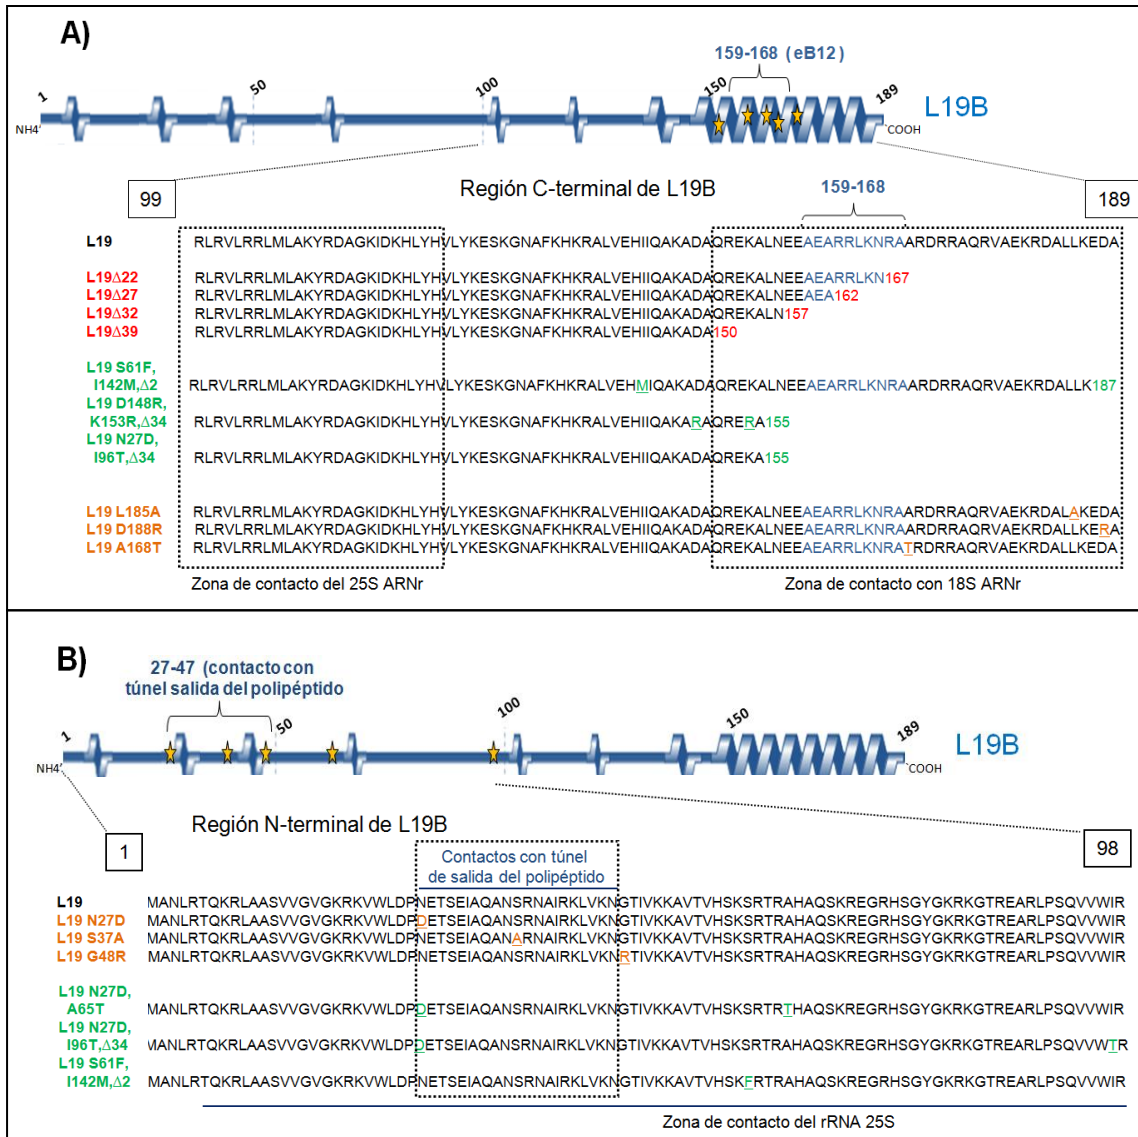 A)
159-168 (eB12)
1
50
100
150
189
NH4'
COOH
L19B
99
Región C-terminal de L19B
159-168
189
L19 RLRVLRRLMLAKYRDAGKIDKHLYHVLYKESKGNAFKHKRALVEHIIQAKADAQREKALNEEAEARRLKNRAARDRRAQRVAEKRDALLKEDA
L19Δ22 RLRVLRRLMLAKYRDAGKIDKHLYHVLYKESKGNAFKHKRALVEHIIQAKADAQREKALNEEAEARRLKN167
L19Δ27 RLRVLRRLMLAKYRDAGKIDKHLYHVLYKESKGNAFKHKRALVEHIIQAKADAQREKALNEEAEA162
L19Δ32 RLRVLRRLMLAKYRDAGKIDKHLYHVLYKESKGNAFKHKRALVEHIIQAKADAQREKALN157
L19Δ39 RLRVLRRLMLAKYRDAGKIDKHLYHVLYKESKGNAFKHKRALVEHIIQAKADA150
L19 S61F,
I142M,Δ2 RLRVLRRLMLAKYRDAGKIDKHLYHVLYKESKGNAFKHKRALVEHMIQAKADAQREKALNEEAEARRLKNRAARDRRAQRVAEKRDALLK187
L19 D148R,
K153R,Δ34 RLRVLRRLMLAKYRDAGKIDKHLYHVLYKESKGNAFKHKRALVEHIIQAKARAQRERA155
L19 N27D,
I96T,Δ34 RLRVLRRLMLAKYRDAGKIDKHLYHVLYKESKGNAFKHKRALVEHIIQAKADAQREKA155
L19 L185A RLRVLRRLMLAKYRDAGKIDKHLYHVLYKESKGNAFKHKRALVEHIIQAKADAQREKALNEEAEARRLKNRAARDRRAQRVAEKRDALAKEDA
L19 D188R RLRVLRRLMLAKYRDAGKIDKHLYHVLYKESKGNAFKHKRALVEHIIQAKADAQREKALNEEAEARRLKNRAARDRRAQRVAEKRDALLKERA
L19 A168T RLRVLRRLMLAKYRDAGKIDKHLYHVLYKESKGNAFKHKRALVEHIIQAKADAQREKALNEEAEARRLKNRATRDRRAQRVAEKRDALLKEDA
Zona de contacto del 25S ARNr
Zona de contacto con 18S ARNr
B)
27-47 (contacto con
túnel salida del polipéptido
1
50
100
150
189
NH4'
COOH
L19B
Región N-terminal de L19B
1
98
Contactos con túnel
de salida del polipéptido
L19 MANLRTQKRLAASVVGVGKRKVWLDPNETSEIAQANSRNAIRKLVKNGTIVKKAVTVHSKSRTRAHAQSKREGRHSGYGKRKGTREARLPSQVVWIR
L19 N27D MANLRTQKRLAASVVGVGKRKVWLDPDETSEIAQANSRNAIRKLVKNGTIVKKAVTVHSKSRTRAHAQSKREGRHSGYGKRKGTREARLPSQVVWIR
L19 S37A MANLRTQKRLAASVVGVGKRKVWLDPNETSEIAQANARNAIRKLVKNGTIVKKAVTVHSKSRTRAHAQSKREGRHSGYGKRKGTREARLPSQVVWIR
L19 G48R MANLRTQKRLAASVVGVGKRKVWLDPNETSEIAQANSRNAIRKLVKNRTIVKKAVTVHSKSRTRAHAQSKREGRHSGYGKRKGTREARLPSQVVWIR
L19 N27D,
A65T MANLRTQKRLAASVVGVGKRKVWLDPDETSEIAQANSRNAIRKLVKNGTIVKKAVTVHSKSRTRTHAQSKREGRHSGYGKRKGTREARLPSQVVWIR
L19 N27D,
I96T,Δ34 MANLRTQKRLAASVVGVGKRKVWLDPDETSEIAQANSRNAIRKLVKNGTIVKKAVTVHSKSRTRAHAQSKREGRHSGYGKRKGTREARLPSQVVWTR
L19 S61F,
I142M,Δ2 MANLRTQKRLAASVVGVGKRKVWLDPNETSEIAQANSRNAIRKLVKNGTIVKKAVTVHSKFRTRAHAQSKREGRHSGYGKRKGTREARLPSQVVWIR
Zona de contacto del rRNA 25S